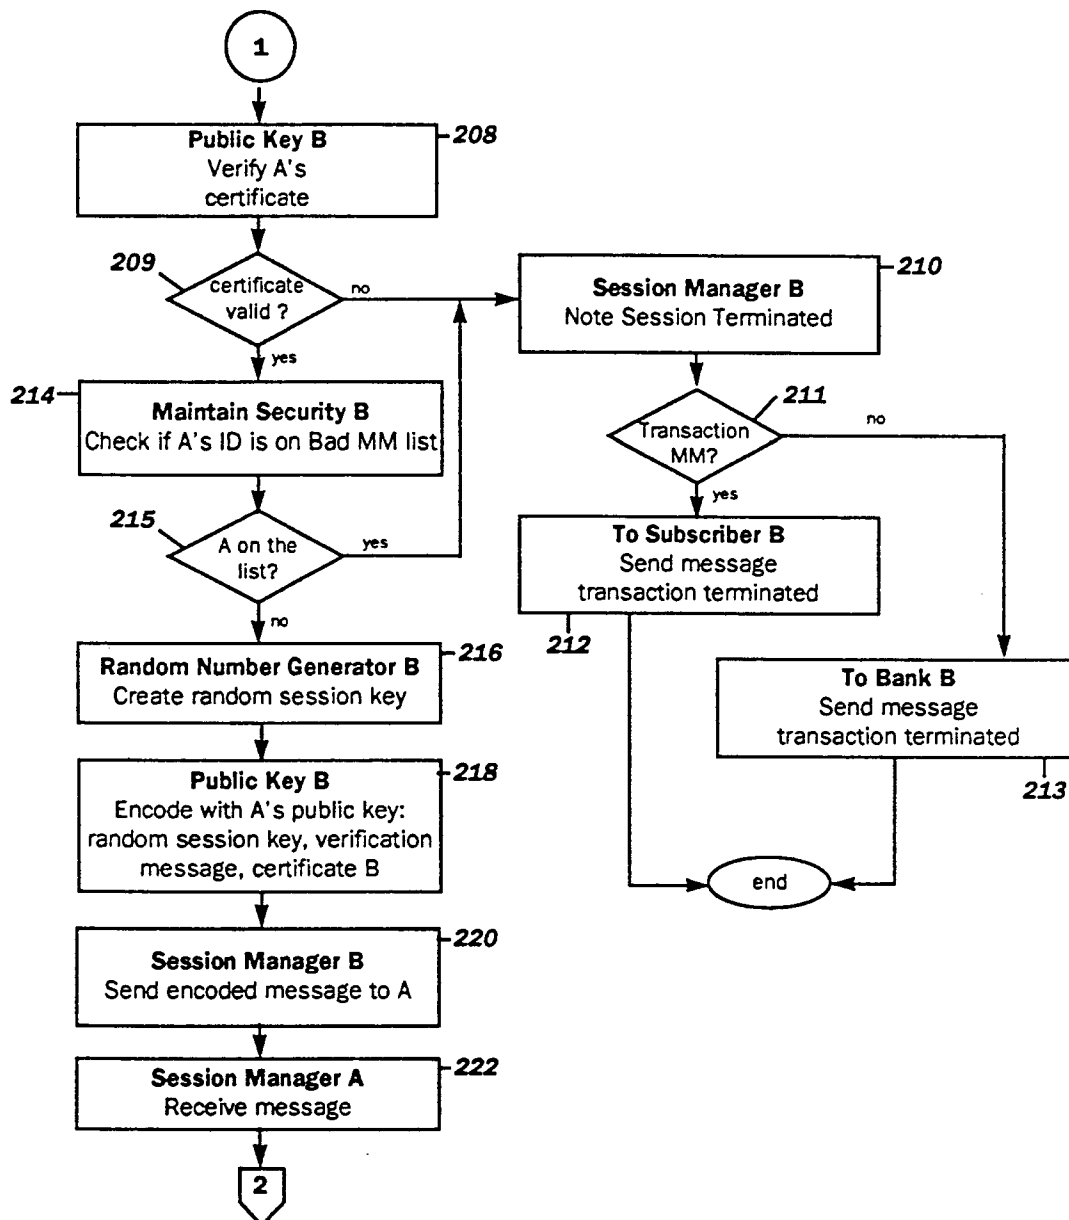 1
Public Key B
Verify A's
certificate
208
209
certificate
valid ?
no
yes
Session Manager B
Note Session Terminated
210
214
Maintain Security B
Check if A's ID is on Bad MM list
211
Transaction
MM?
no
yes
215
A on the
list?
yes
no
To Subscriber B
Send message
transaction terminated
212
Random Number Generator B
Create random session key
216
To Bank B
Send message
transaction terminated
213
Public Key B
Encode with A's public key:
random session key, verification
message, certificate B
218
end
Session Manager B
Send encoded message to A
220
Session Manager A
Receive message
222
2